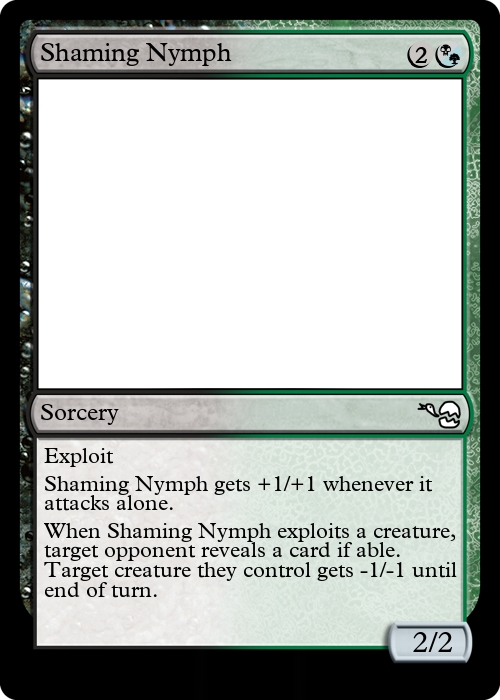 Shaming Nymph 2
Sorcery
Exploit
Shaming Nymph gets +1/+1 whenever it
attacks alone.
When Shaming Nymph exploits a creature,
target opponent reveals a card if able.
Target creature they control gets -1/-1 until
end of turn.
2/2